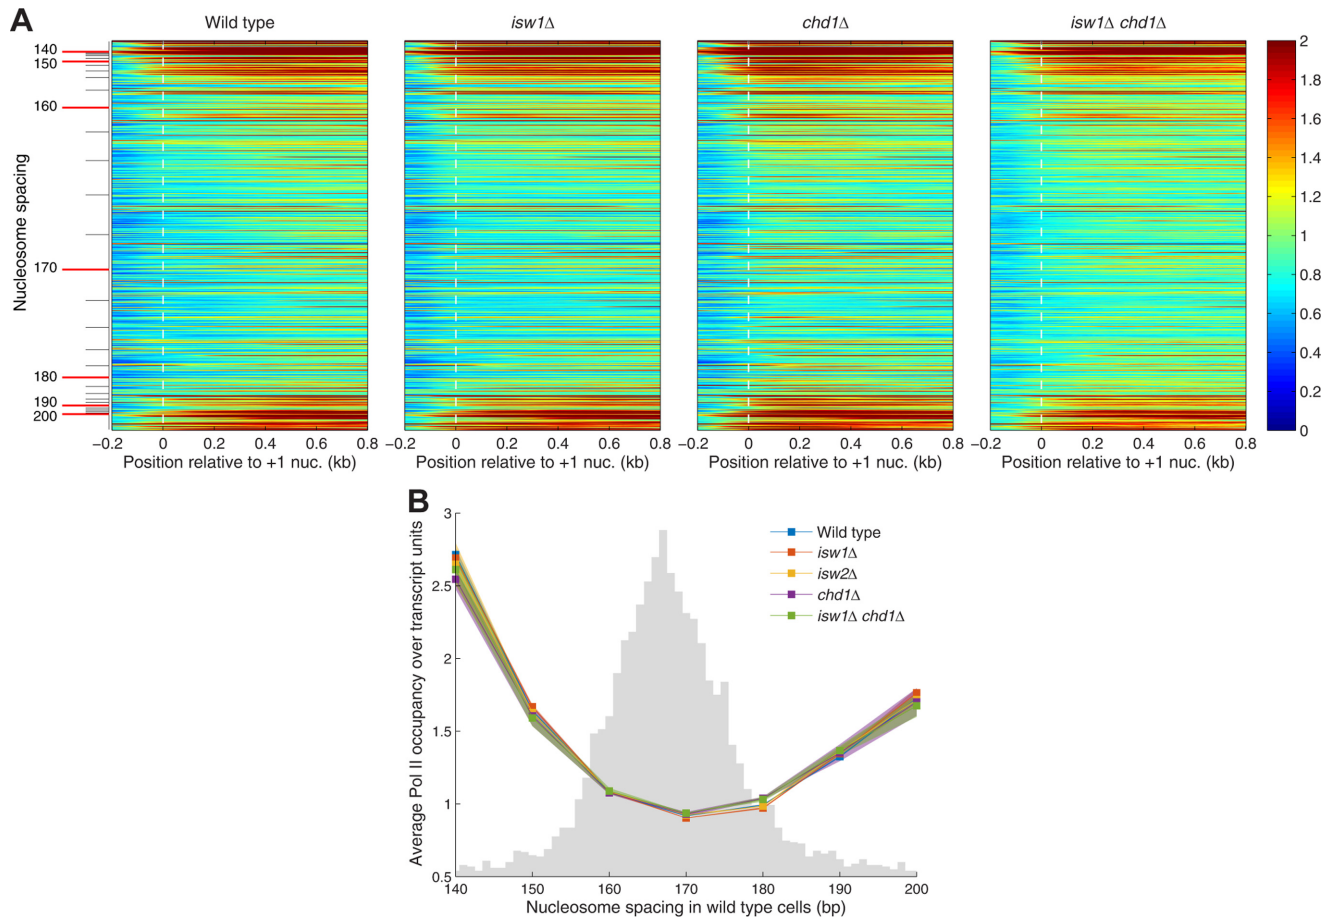 A
Wild type
isw1Δ
chd1Δ
isw1Δ chd1Δ
Nucleosome spacing
140
150
160
170
180
190
200
−0.2 0 0.2 0.4 0.6 0.8
−0.2 0 0.2 0.4 0.6 0.8
−0.2 0 0.2 0.4 0.6 0.8
−0.2 0 0.2 0.4 0.6 0.8
Position relative to +1 nuc. (kb)
Position relative to +1 nuc. (kb)
Position relative to +1 nuc. (kb)
Position relative to +1 nuc. (kb)
2
1.8
1.6
1.4
1.2
1
0.8
0.6
0.4
0.2
0
B
Average Pol II occupancy over transcript units
3
2.5
2
1.5
1
0.5
Wild type
isw1Δ
isw2Δ
chd1Δ
isw1Δ chd1Δ
140 150 160 170 180 190 200
Nucleosome spacing in wild type cells (bp)